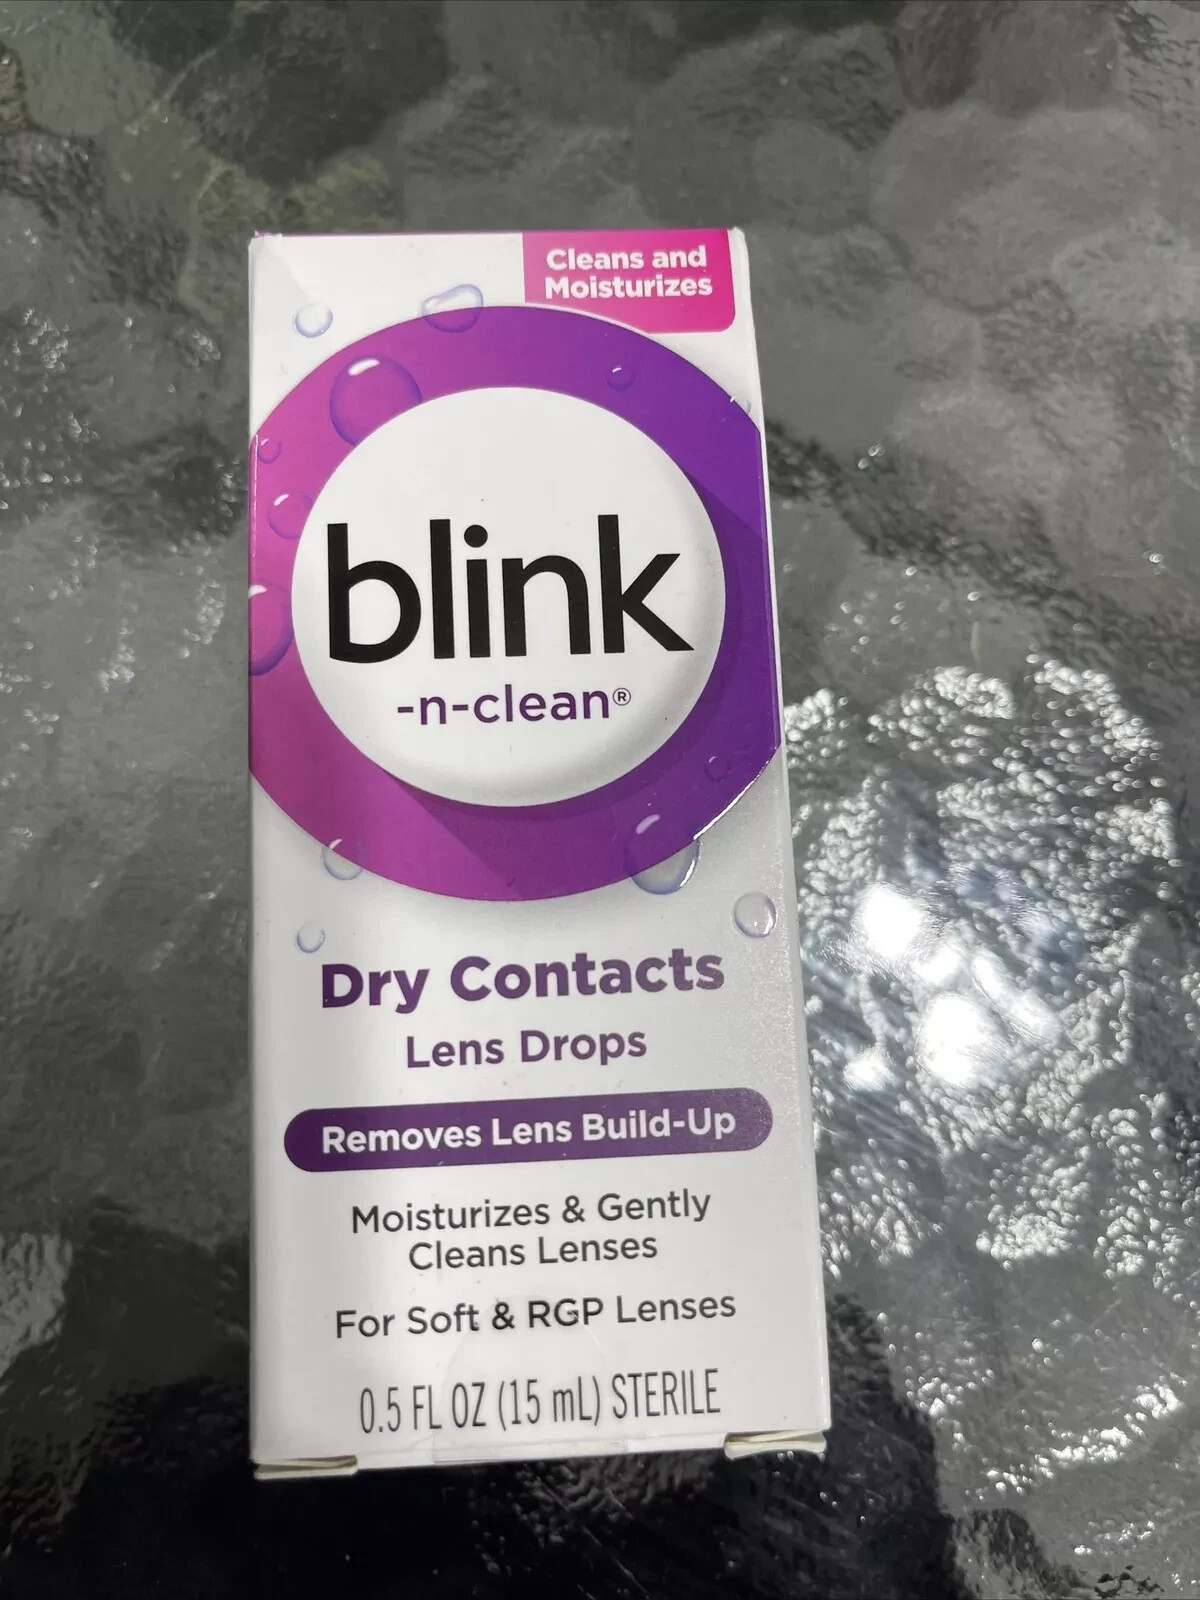 Cleans and
Moisturizes
blink
-n-clean®
Dry Contacts
Lens Drops
Removes Lens Build-Up
Moisturizes & Gently
Cleans Lenses
For Soft & RGP Lenses
0.5 FL OZ (15 mL) STERILE